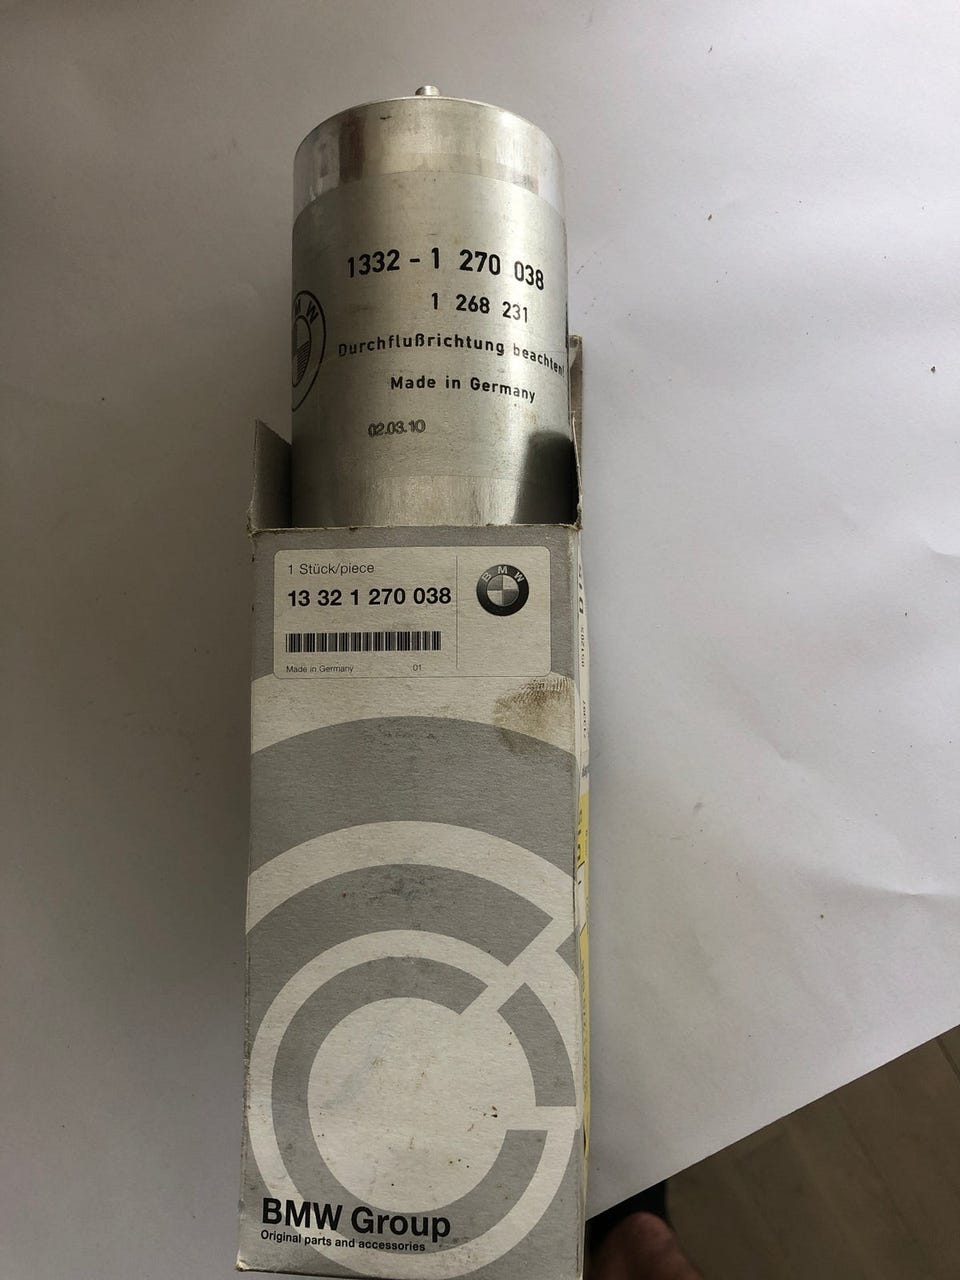 1332 - 1 270 038
1 268 231
Durchflußrichtung beachten!
Made in Germany
02.03.10
1 Stück/piece
13 32 1 270 038
BMW
Made in Germany 01
BMW Group
Original parts and accessories